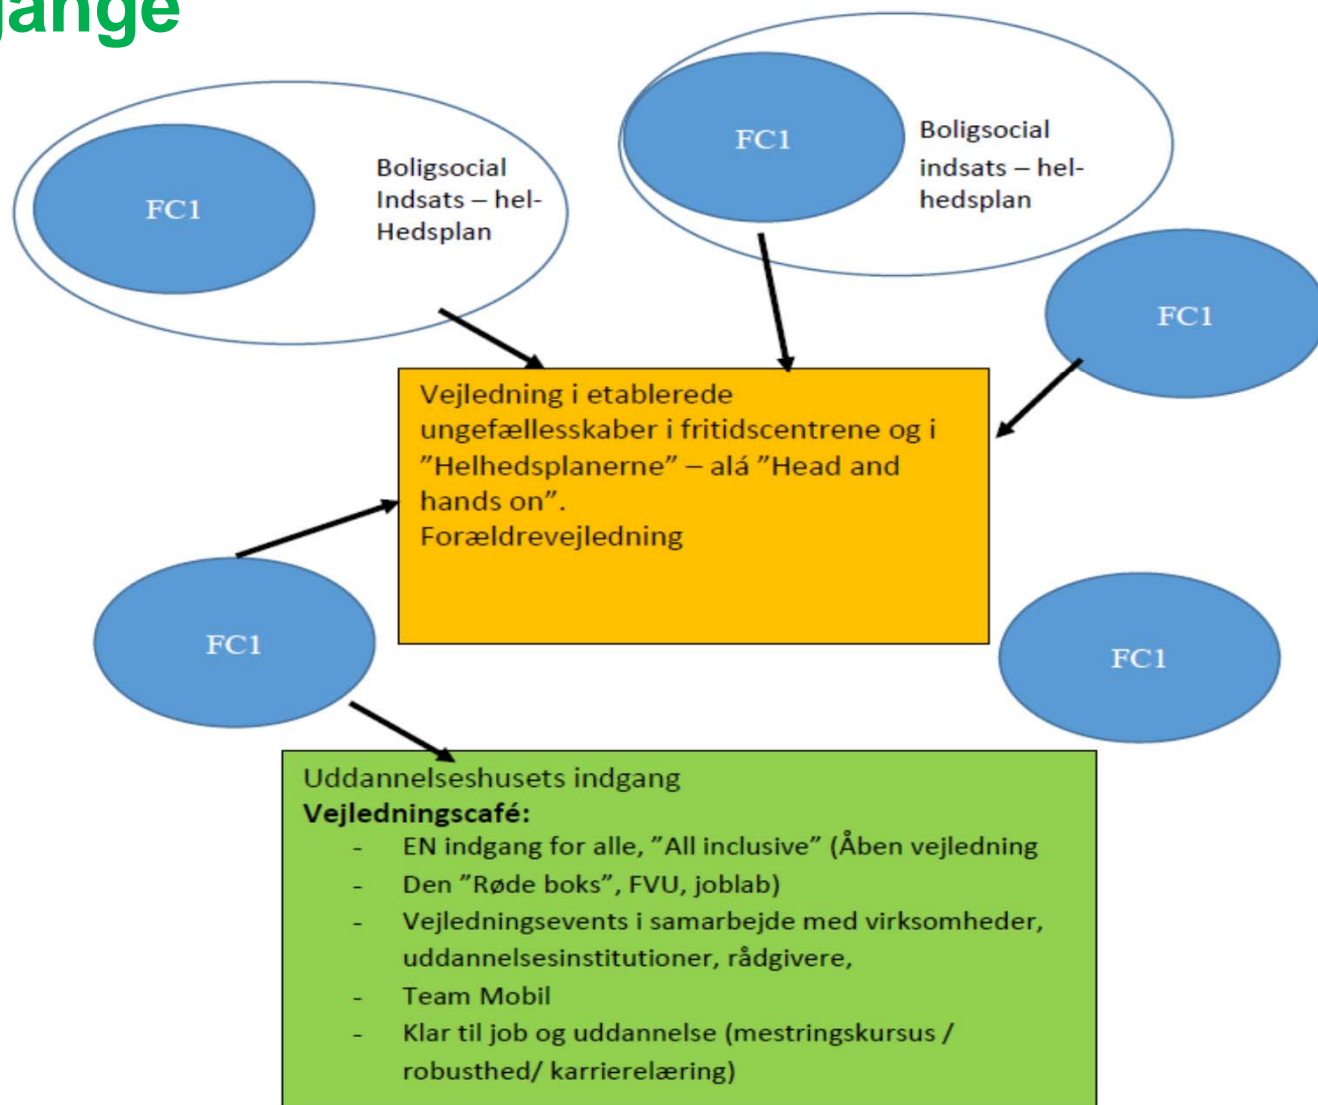 gange
FC1
Boligsocial
Indsats – hel-
Hedsplan
FC1
Boligsocial
indsats – hel-
hedsplan
FC1
Vejledning i etablerede
ungefællesskaber i fritidscentrene og i
”Helhedsplanerne” – alá ”Head and
hands on”.
Forældrevejledning
FC1
FC1
Uddannelseshusets indgang
Vejledningscafé:
- EN indgang for alle, ”All inclusive” (Åben vejledning
- Den ”Røde boks”, FVU, joblab)
- Vejledningsevents i samarbejde med virksomheder,
uddannelsesinstitutioner, rådgivere,
- Team Mobil
- Klar til job og uddannelse (mestringskursus /
robusthed/ karrierelæring)